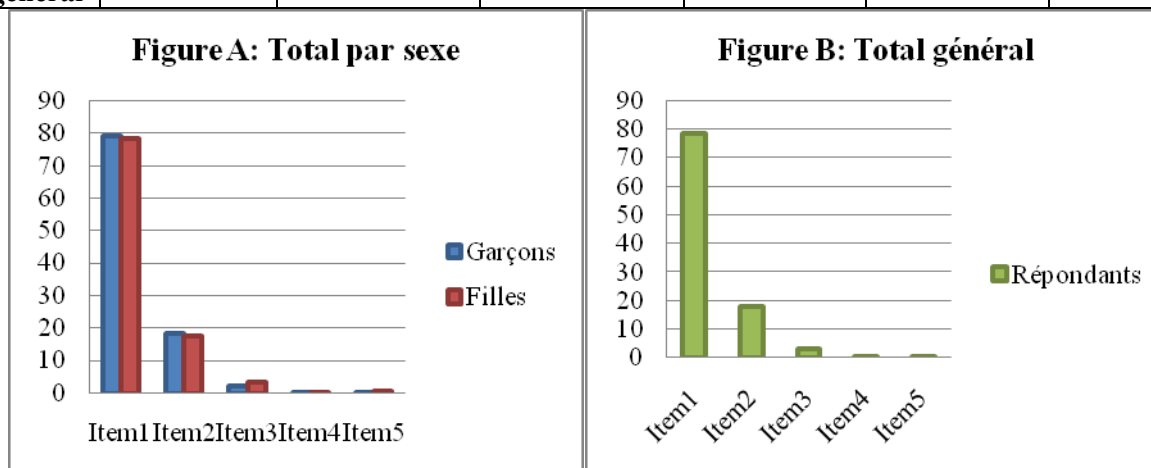 général
Figure A: Total par sexe
90
80
70
60
50
40
30
20
10
0
Item1 Item2 Item3 Item4 Item5
Garçons
Filles
Figure B: Total général
90
80
70
60
50
40
30
20
10
0
Item1
Item2
Item3
Item4
Item5
Répondants